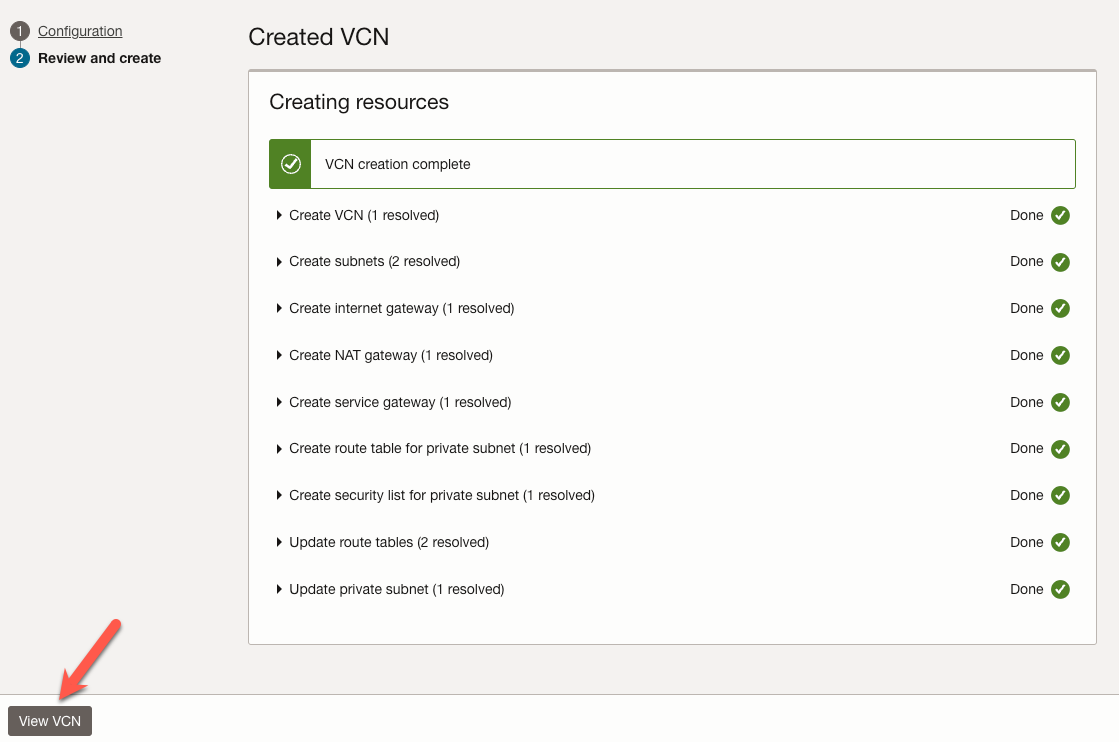 1 Configuration
2 Review and create
Created VCN
Creating resources
VCN creation complete
Create VCN (1 resolved) Done
Create subnets (2 resolved) Done
Create internet gateway (1 resolved) Done
Create NAT gateway (1 resolved) Done
Create service gateway (1 resolved) Done
Create route table for private subnet (1 resolved) Done
Create security list for private subnet (1 resolved) Done
Update route tables (2 resolved) Done
Update private subnet (1 resolved) Done
View VCN